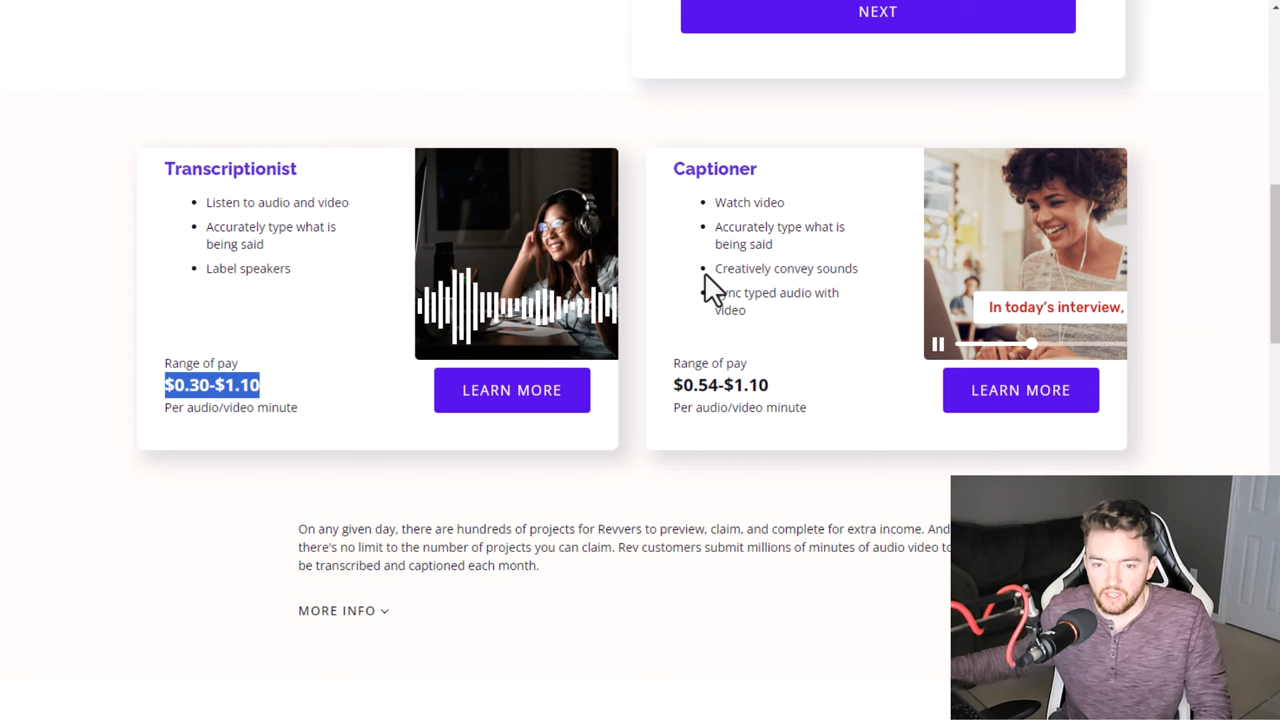 NEXT
Transcriptionist
Listen to audio and video
Accurately type what is
being said
Label speakers
Range of pay
$0.30-$1.10
Per audio/video minute
LEARN MORE
Captioner
Watch video
Accurately type what is
being said
Creatively convey sounds
typed audio with
video
In today's interview,
Range of pay
$0.54-$1.10
Per audio/video minute
LEARN MORE
On any given day, there are hundreds of projects for Revvers to preview, claim, and complete for extra income. And
there's no limit to the number of projects you can claim. Rev customers submit millions of minutes of audio video to
be transcribed and captioned each month.
MORE INFO